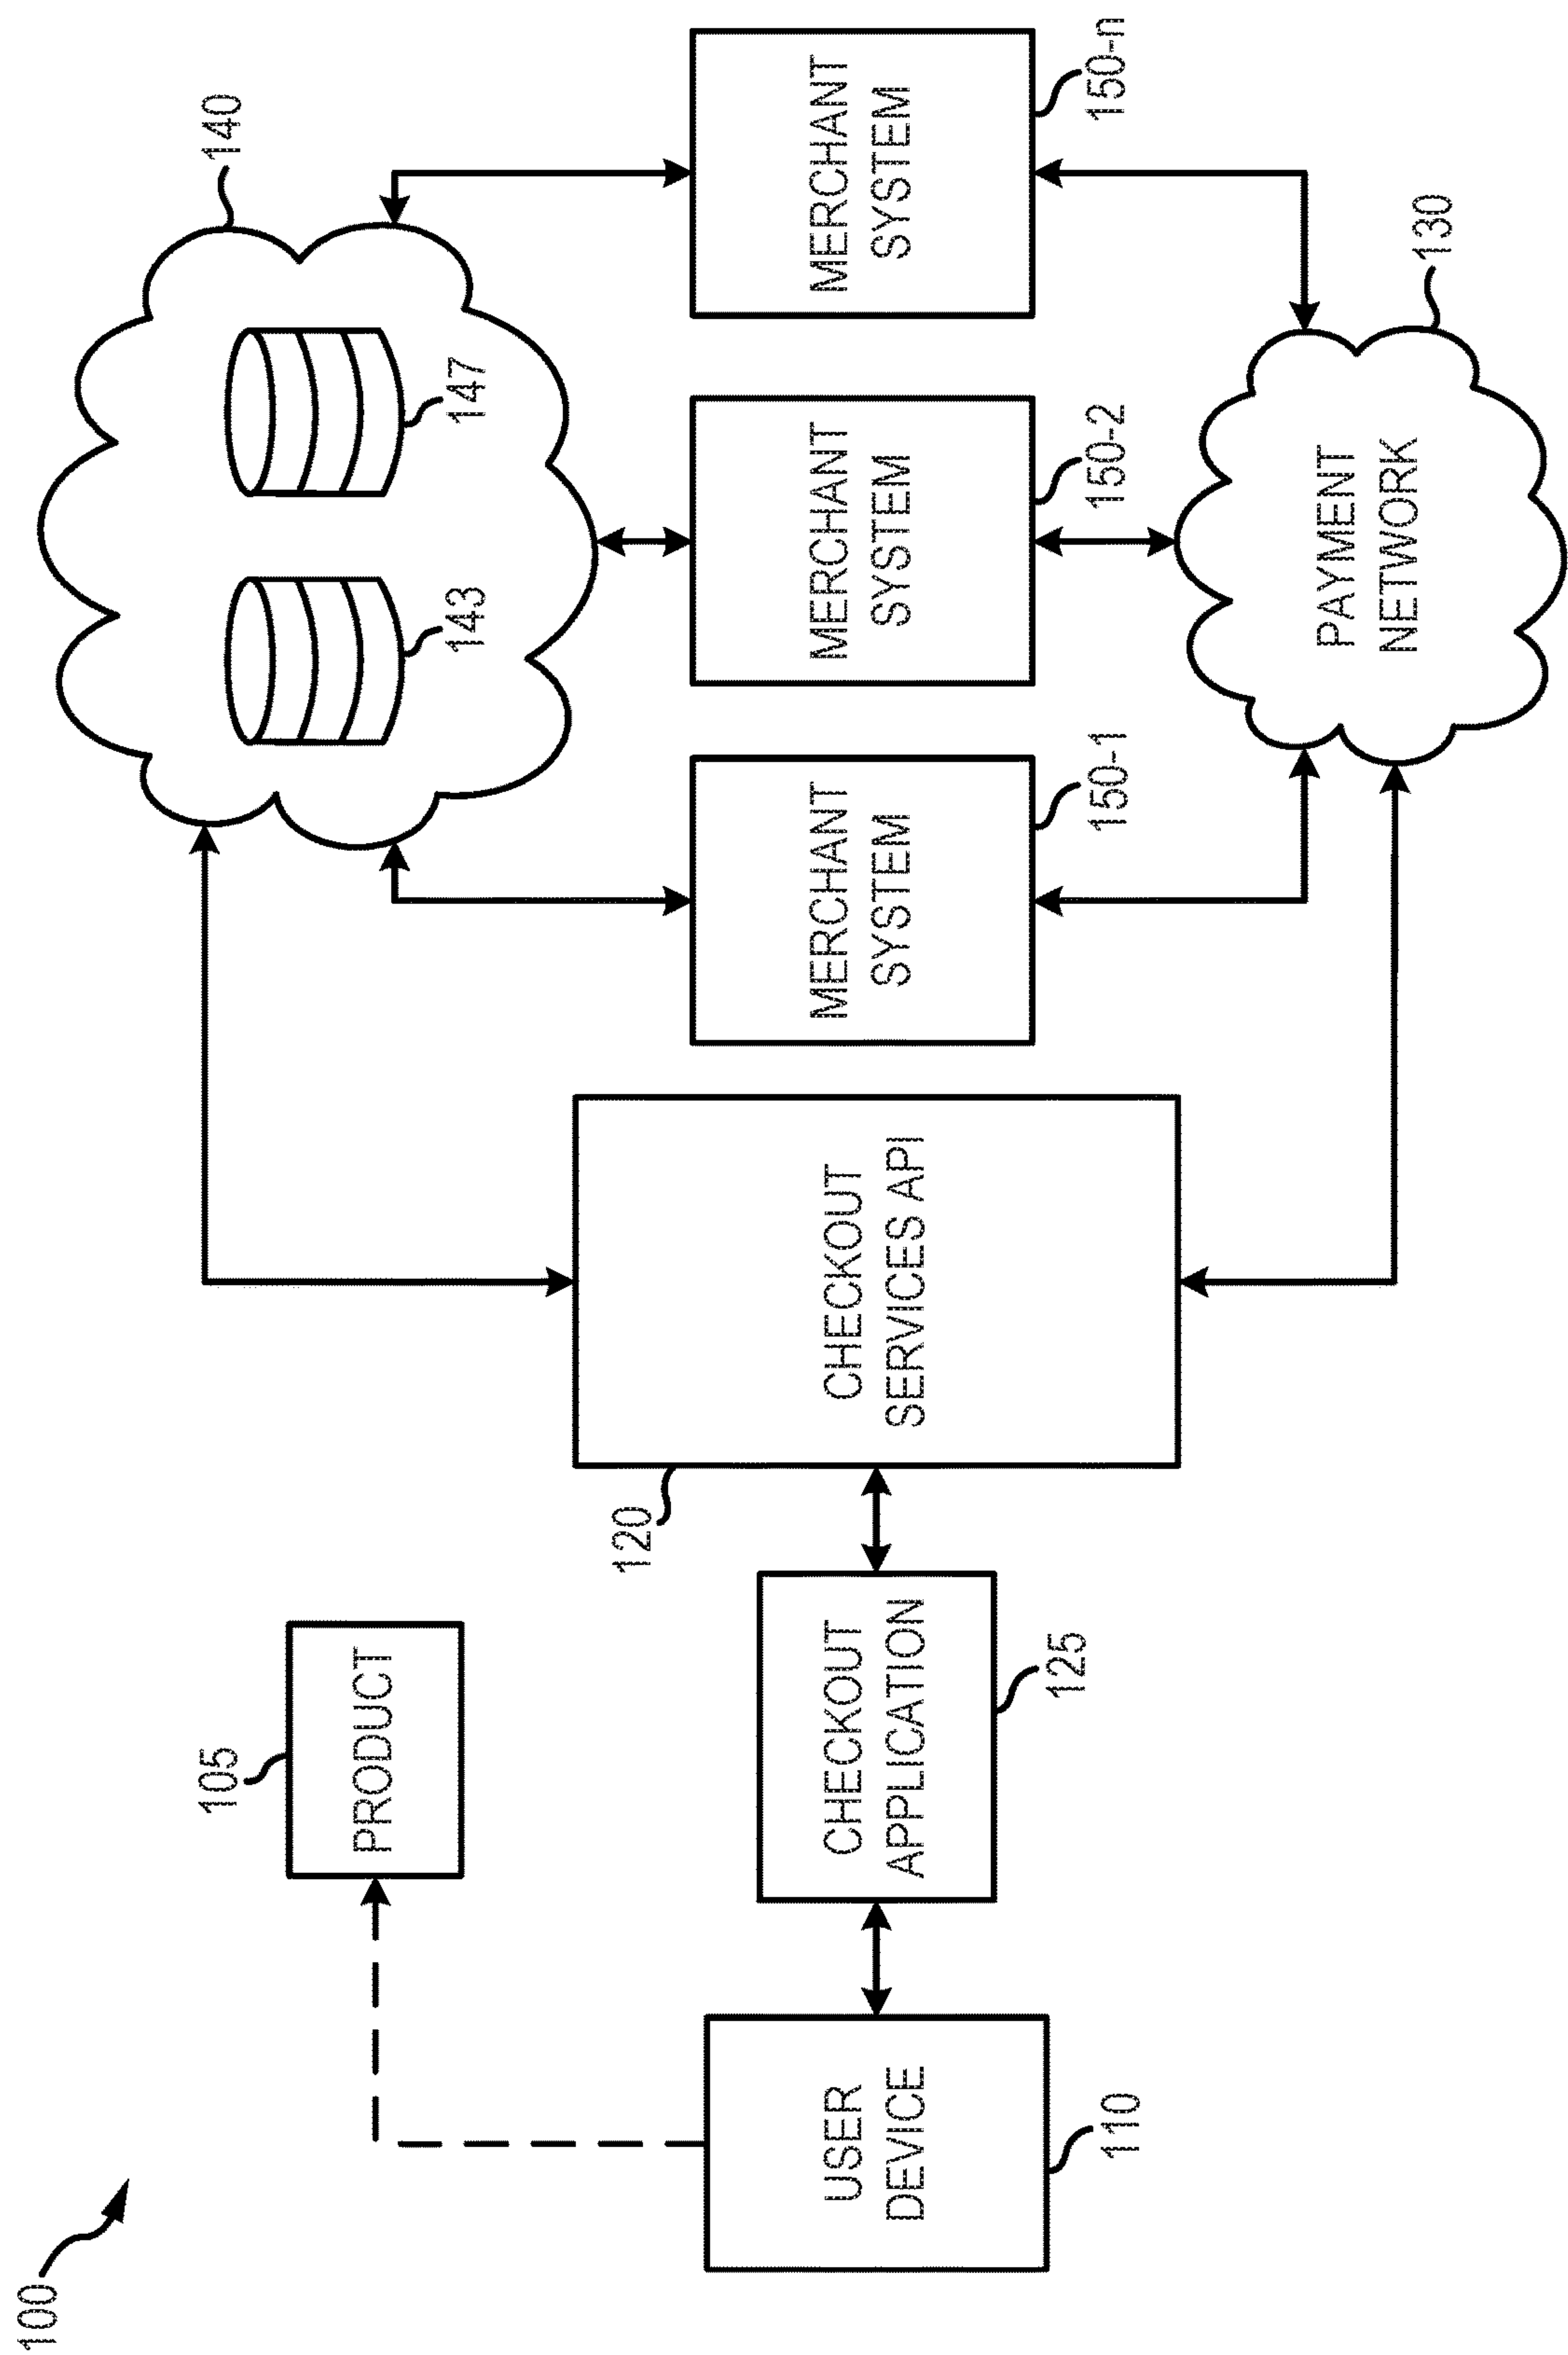 100
105
PRODUCT
USER
DEVICE
110
CHECKOUT
APPLICATION
125
120
CHECKOUT
SERVICES API
140
143
147
MERCHANT
SYSTEM
150-1
MERCHANT
SYSTEM
150-2
MERCHANT
SYSTEM
150-n
PAYMENT
NETWORK
130